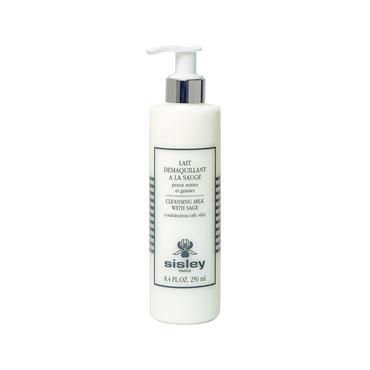 LAIT
DÉMAQUILLANT
A LA SAUGE
peaux mixtes
et grasses
CLEANSING MILK
WITH SAGE
combination/oily skin
sisley
PARIS
8.4 FL.OZ. 250 ml